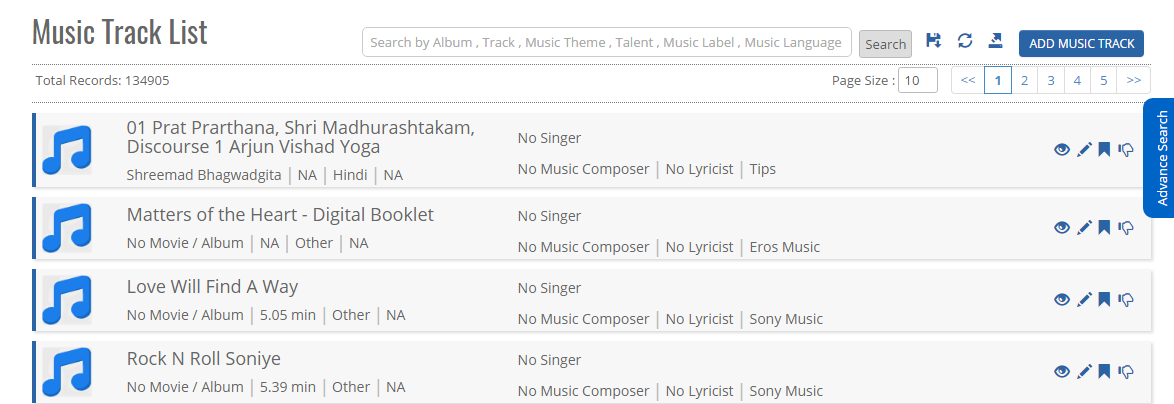 Music Track List
Search by Album , Track , Music Theme , Talent , Music Label , Music Language
Search
ADD MUSIC TRACK
Total Records: 134905
Page Size : 10
<< 1 2 3 4 5 >>
Advance Search
01 Prat Prarthana, Shri Madhurashtakam,
Discourse 1 Arjun Vishad Yoga
Shreemad Bhagwadgita | NA | Hindi | NA
No Singer
No Music Composer | No Lyricist | Tips
Matters of the Heart - Digital Booklet
No Movie / Album | NA | Other | NA
No Singer
No Music Composer | No Lyricist | Eros Music
Love Will Find A Way
No Movie / Album | 5.05 min | Other | NA
No Singer
No Music Composer | No Lyricist | Sony Music
Rock N Roll Soniye
No Movie / Album | 5.39 min | Other | NA
No Singer
No Music Composer | No Lyricist | Sony Music